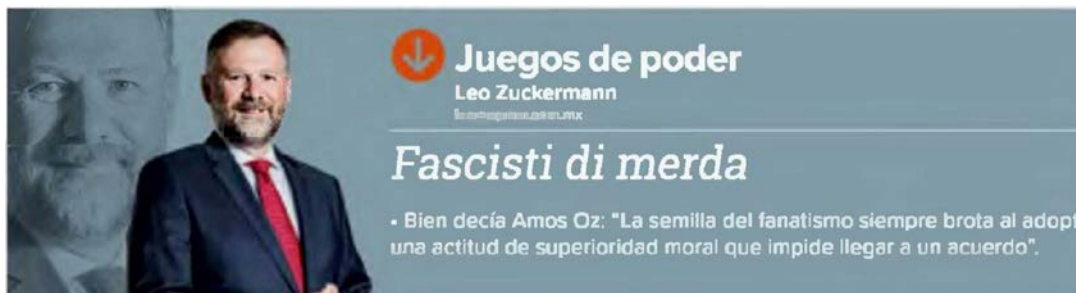 Juegos de poder
Leo Zuckermann
Fascisti di merda
• Bien decía Amos Oz: "La semilla del fanatismo siempre brota al adopt
una actitud de superioridad moral que impide llegar a un acuerdo".